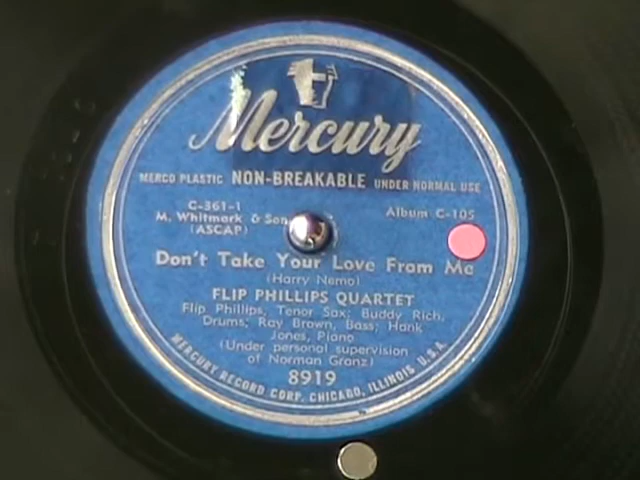 Mercury
MERCO PLASTIC NON-BREAKABLE UNDER NORMAL USE
C-361-1
M. Whitmark & Son
(ASCAP)
Album C-105
Don't Take Your Love From Me
(Harry Nemo)
FLIP PHILLIPS QUARTET
Flip Phillips, Tenor Sax; Buddy Rich,
Drums; Ray Brown, Bass; Hank
Jones, Piano
(Under personal supervision
of Norman Granz)
8919
MERCURY RECORD CORP. CHICAGO, ILLINOIS U.S.A.